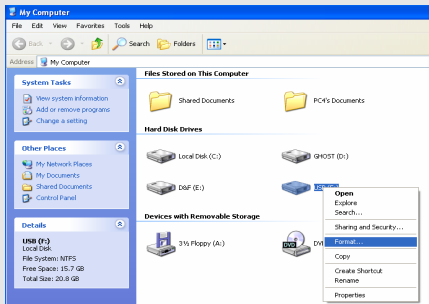 My Computer
File Edit View Favorites Tools Help
Back Search Folders
Address My Computer
System Tasks
View system information
Add or remove programs
Change a setting
Other Places
My Network Places
My Documents
Shared Documents
Control Panel
Details
USB (F:)
Local Disk
File System: NTFS
Free Space: 15.7 GB
Total Size: 20.8 GB
Files Stored on This Computer
Shared Documents PC4's Documents
Hard Disk Drives
Local Disk (C:) GHOST (D:)
D&F (E:) USB (F:)
Devices with Removable Storage
3½ Floppy (A:)
Open
Explore
Search...
Sharing and Security...
Format...
Copy
Create Shortcut
Rename
Properties